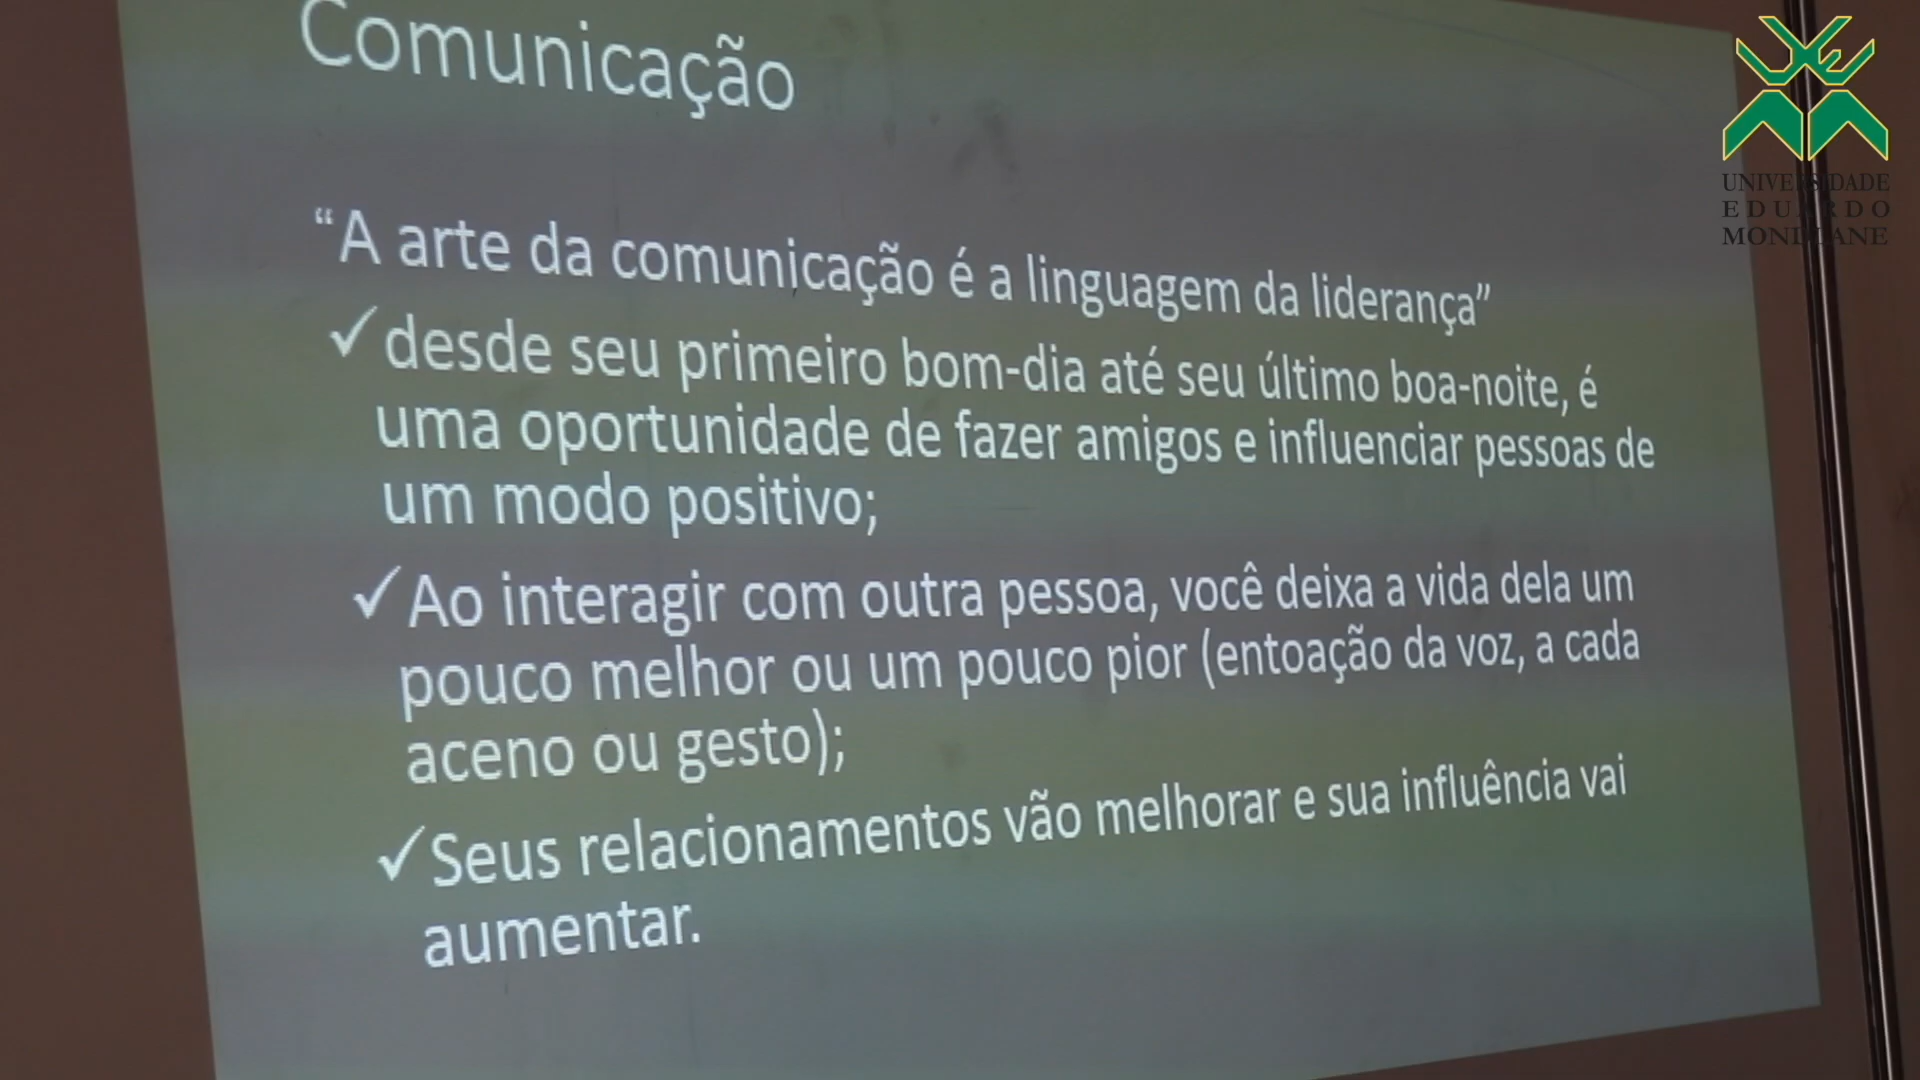 Comunicação
“A arte da comunicação é a linguagem da liderança”
✓desde seu primeiro bom-dia até seu último boa-noite, é
uma oportunidade de fazer amigos e influenciar pessoas de
um modo positivo;
✓Ao interagir com outra pessoa, você deixa a vida dela um
pouco melhor ou um pouco pior (entoação da voz, a cada
aceno ou gesto);
✓Seus relacionamentos vão melhorar e sua influência vai
aumentar.
UNIVERSIDADE
EDUARDO
MONDLANE